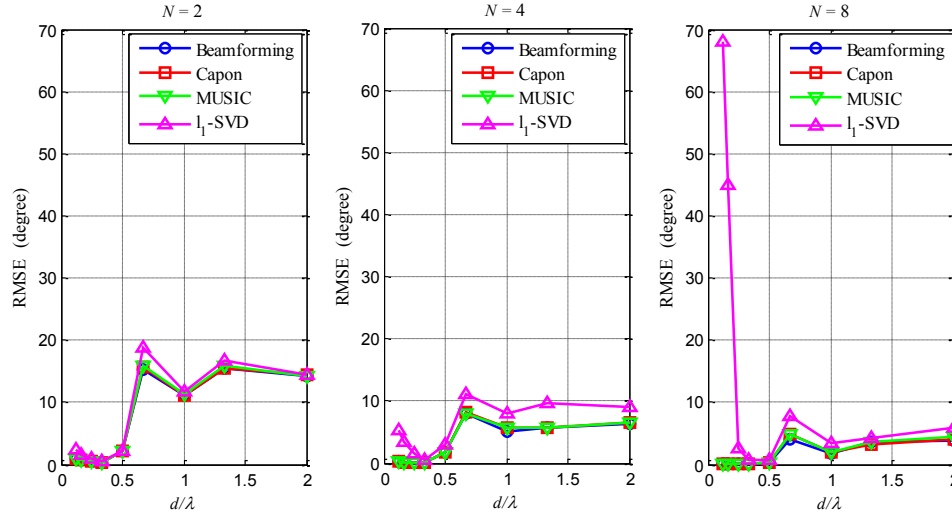 N = 2
70
60
50
40
30
20
10
0
RMSE (degree)
0
0.5
1
1.5
2
d/λ
Beamforming
Capon
MUSIC
l1-SVD
N = 4
70
60
50
40
30
20
10
0
RMSE (degree)
0
0.5
1
1.5
2
d/λ
Beamforming
Capon
MUSIC
l1-SVD
N = 8
70
60
50
40
30
20
10
0
RMSE (degree)
0
0.5
1
1.5
2
d/λ
Beamforming
Capon
MUSIC
l1-SVD